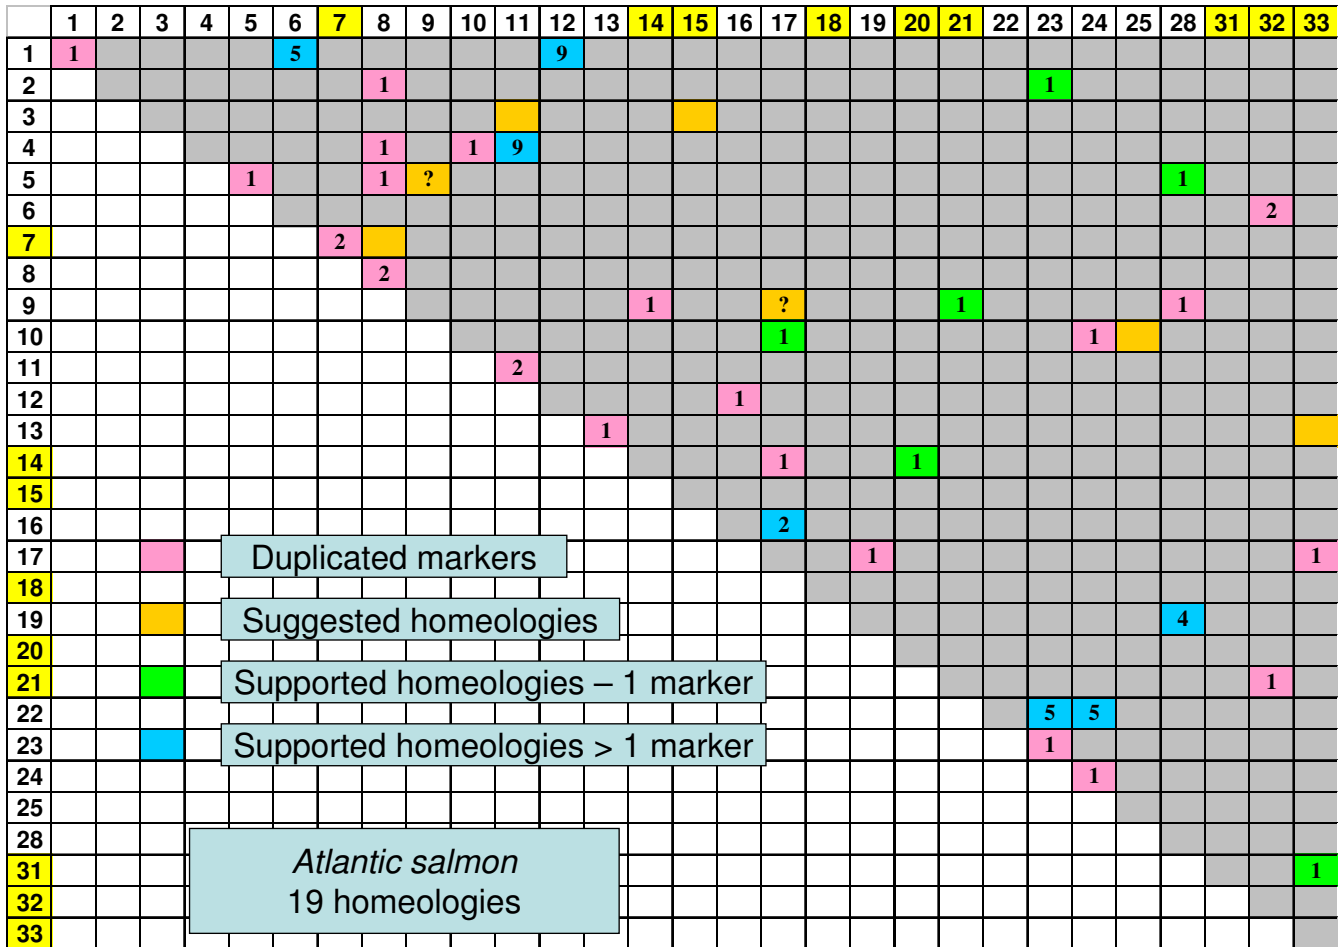 1 2 3 4 5 6 7 8 9 10 11 12 13 14 15 16 17 18 19 20 21 22 23 24 25 28 31 32 33
1 1 5 9
2 1 1
3
4 1 1 9
5 1 1 ? 1
6 2
7 2
8 2
9 1 ? 1 1
10 1 1
11 2
12 1
13 1
14 1 1
15
16 2
17 Duplicated markers 1 1
18
19 Suggested homeologies 4
20
21 Supported homeologies – 1 marker 1
22 5 5
23 Supported homeologies > 1 marker 1
24 1
25
28
Atlantic salmon
31 1
19 homeologies
32
33